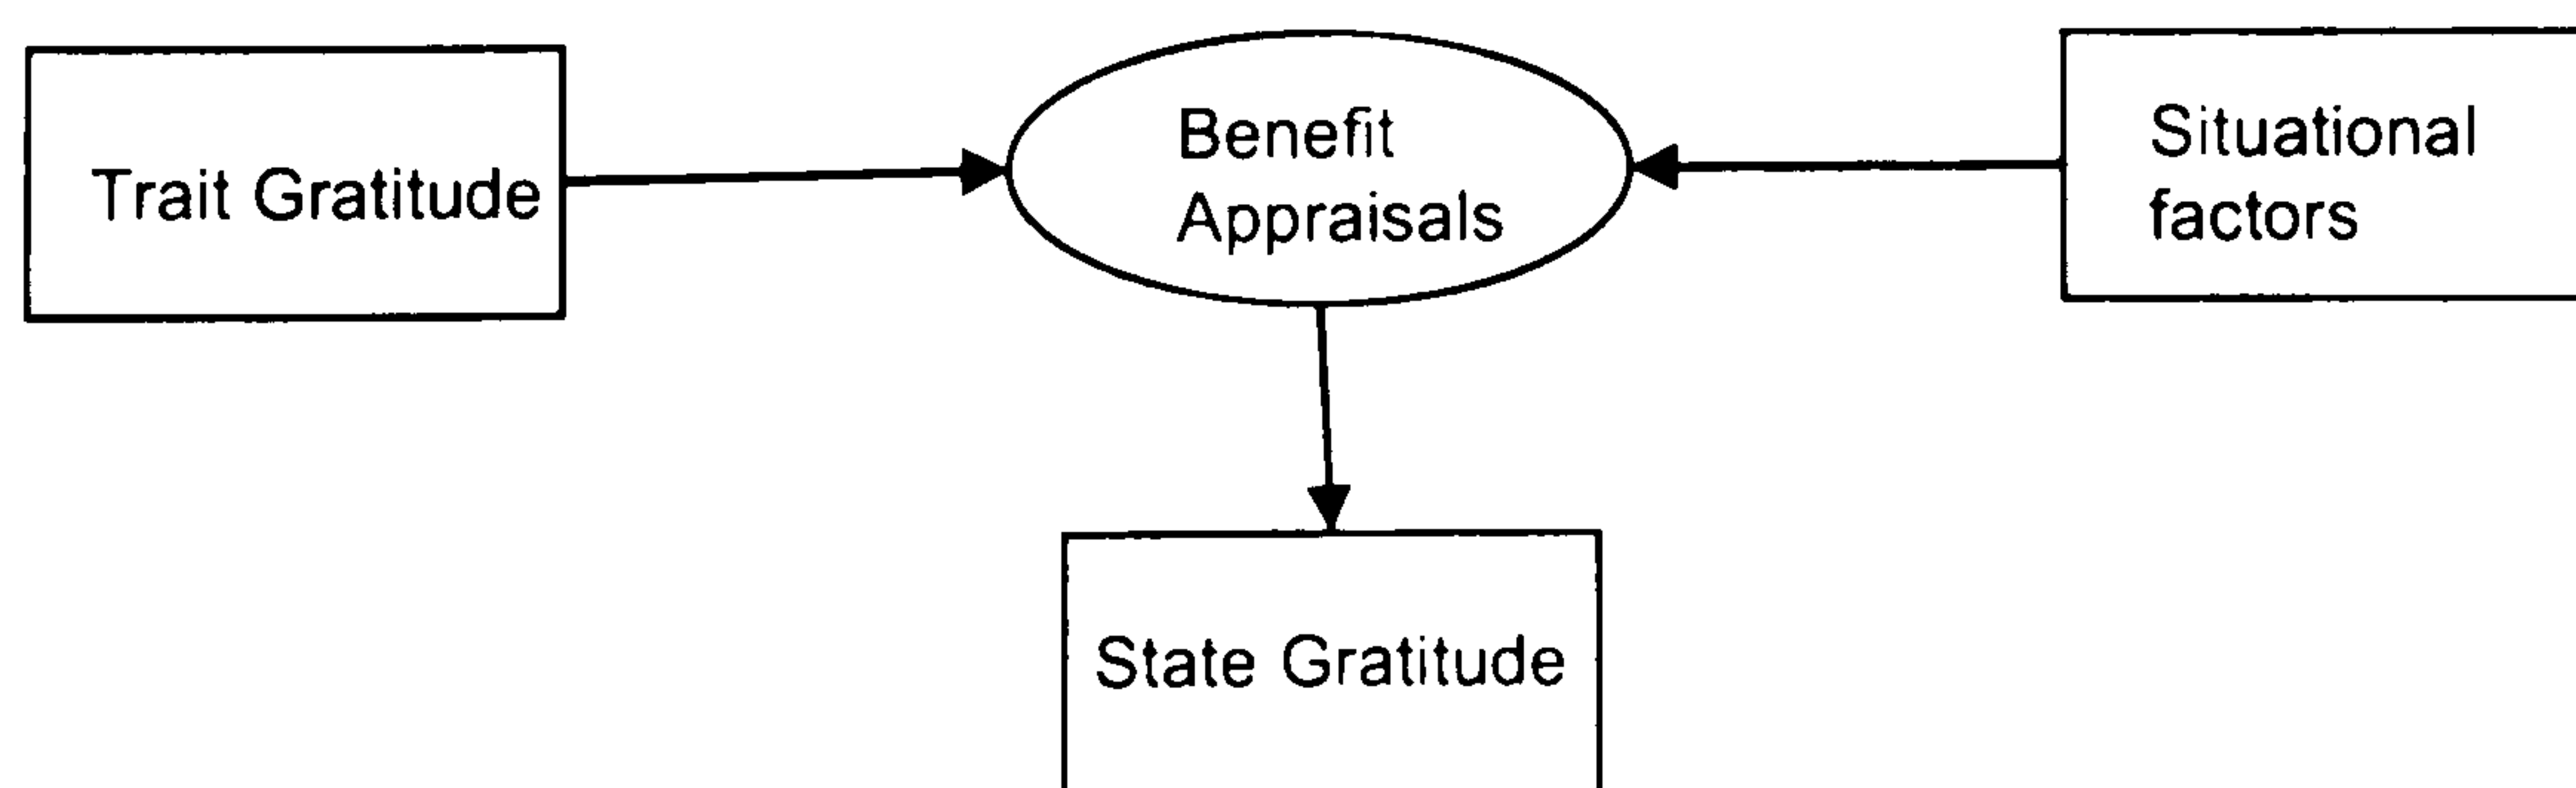 Trait Gratitude
Benefit
Appraisals
Situational
factors
State Gratitude